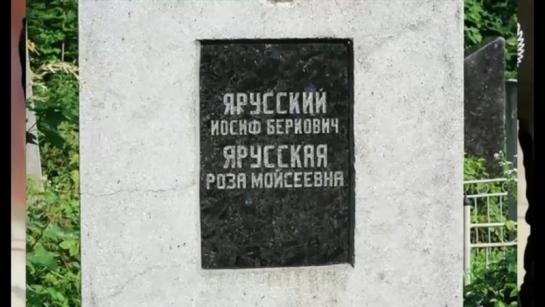 ЯРУССКИЙ
ИОСИФ БЕРКОВИЧ
ЯРУССКАЯ
РОЗА МОЙСЕЕВНА